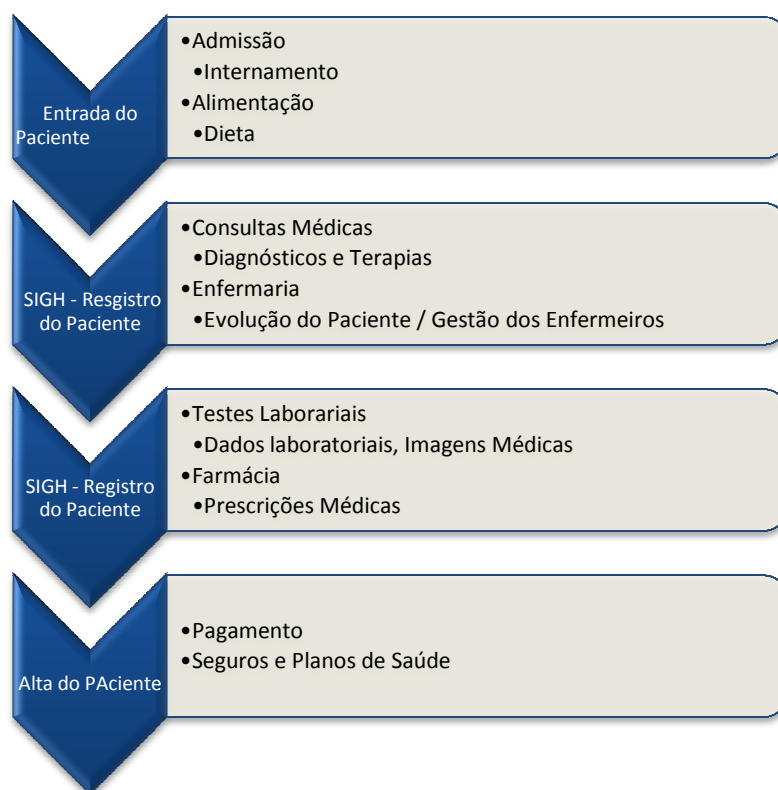 Entrada do
Paciente
•Admissão
•Internamento
•Alimentação
•Dieta
SIGH - Resgistro
do Paciente
•Consultas Médicas
•Diagnósticos e Terapias
•Enfermaria
•Evolução do Paciente / Gestão dos Enfermeiros
SIGH - Registro
do Paciente
•Testes Laborariais
•Dados laboratoriais, Imagens Médicas
•Farmácia
•Prescrições Médicas
Alta do PAciente
•Pagamento
•Seguros e Planos de Saúde